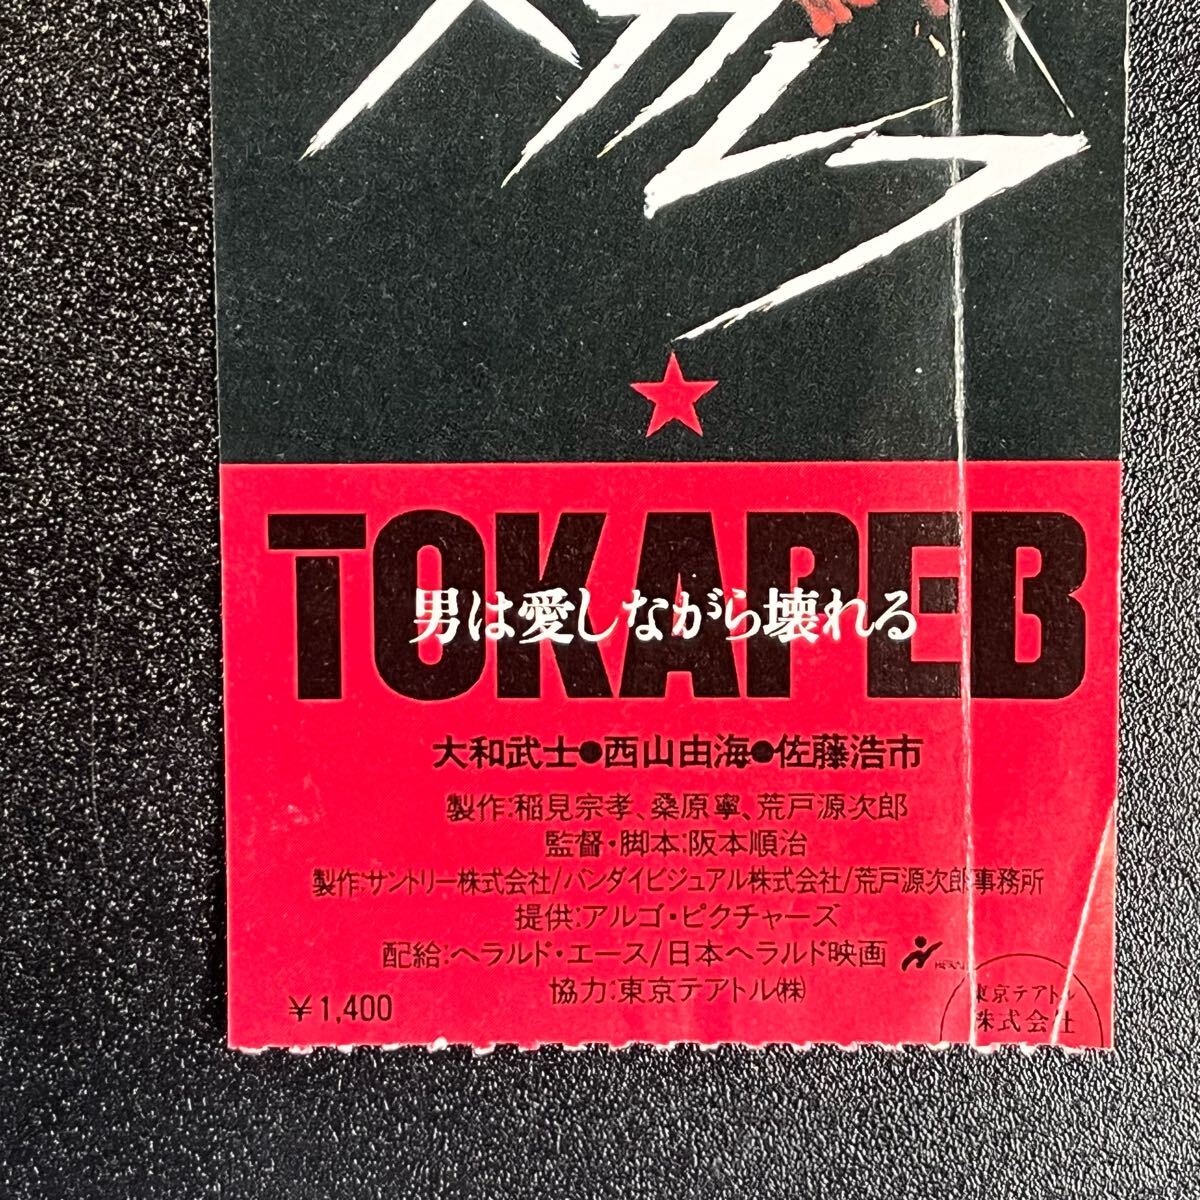 トカレフ
TOKAPEB
男は愛しながら壊れる
大和武士●西山由海●佐藤浩市
製作:稲見宗孝、桑原寧、荒戸源次郎
監督・脚本:阪本順治
製作:サントリー株式会社/バンダイビジュアル株式会社/荒戸源次郎事務所
提供:アルゴ・ピクチャーズ
配給:ヘラルド・エース/日本ヘラルド映画
協力:東京テアトル㈱
¥1,400
東京テアトル
株式会社